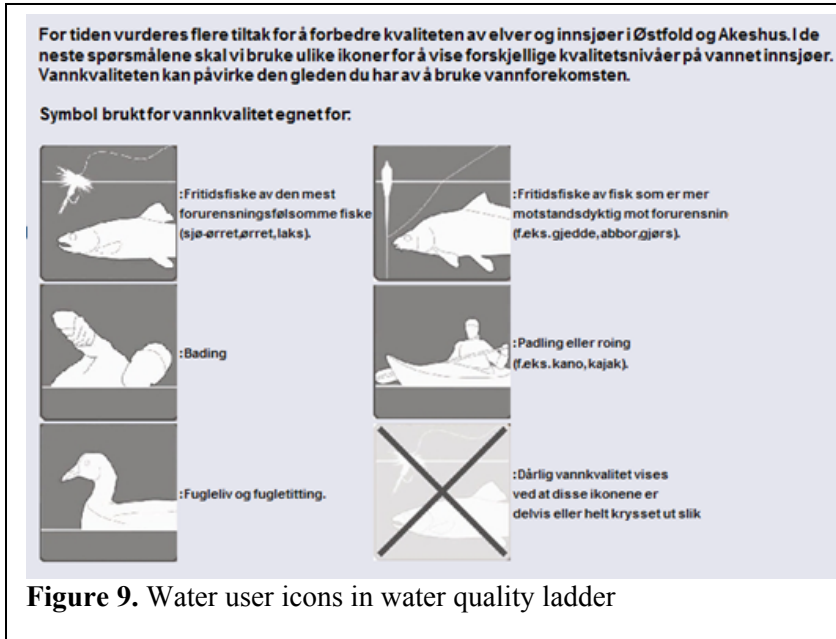 For tiden vurderes flere tiltak for å forbedre kvaliteten av elver og innsjøer i Østfold og Akeshus. I de
neste spørsmålene skal vi bruke ulike ikoner for å vise forskjellige kvalitetsnivåer på vannet innsjøer.
Vannkvaliteten kan påvirke den gleden du har av å bruke vannforekomsten.
Symbol brukt for vannkvalitet egnet for:
:Fritidsfiske av den mest
forurensningsfølsomme fiske
(sjø-ørret,ørret, laks).
:Fritidsfiske av fisk som er mer
motstandsdyktig mot forurensnin
(f.eks. gjedde, abbor,gjørs).
:Bading
:Padling eller roing
(f.eks. kano, kajak).
:Fugleliv og fugletitting.
:Dårlig vannkvalitet vises
ved at disse ikonene er
delvis eller helt krysset ut slik
Figure 9. Water user icons in water quality ladder